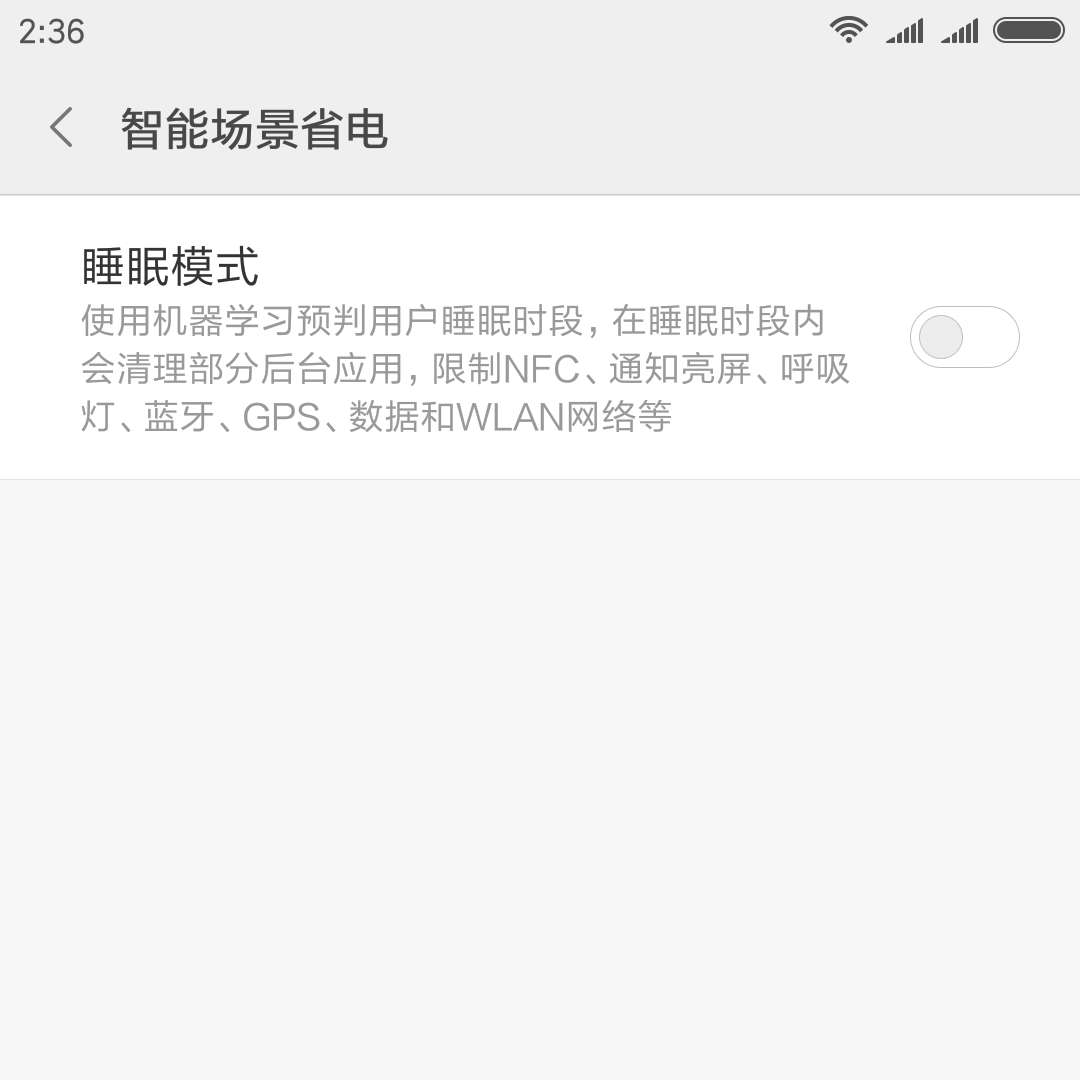 2:36
智能场景省电
睡眠模式
使用机器学习预判用户睡眠时段，在睡眠时段内
会清理部分后台应用，限制NFC、通知亮屏、呼吸
灯、蓝牙、GPS、数据和WLAN网络等